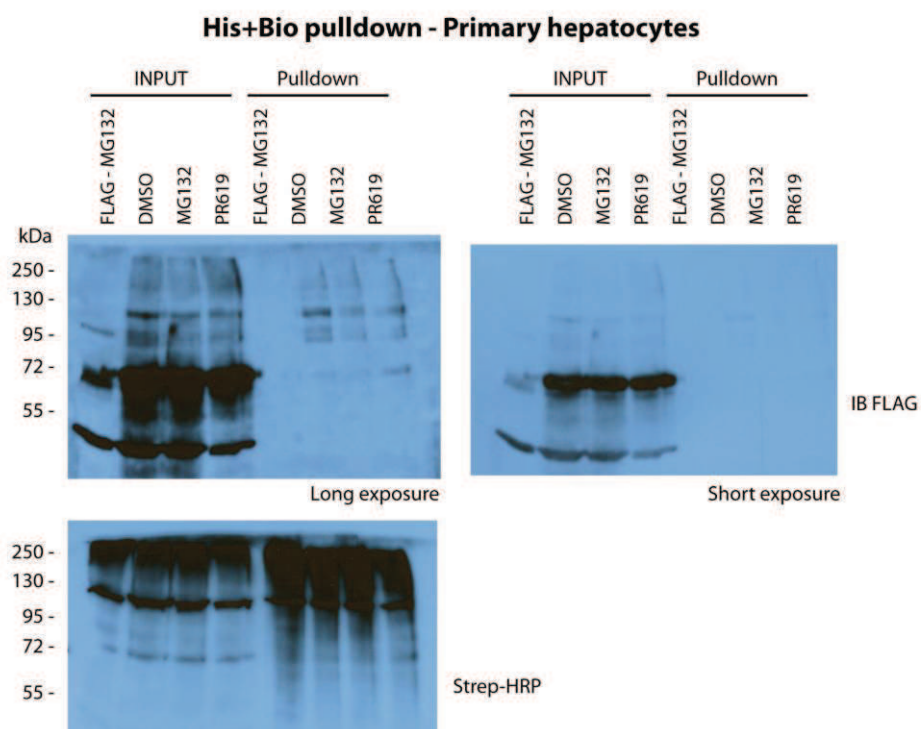 His+Bio pulldown - Primary hepatocytes
INPUT Pulldown
FLAG - MG132
DMSO
MG132
PR619
FLAG - MG132
DMSO
MG132
PR619
kDa
250 -
130 -
95 -
72 -
55 -
Long exposure
INPUT Pulldown
FLAG - MG132
DMSO
MG132
PR619
FLAG - MG132
DMSO
MG132
PR619
IB FLAG
Short exposure
250 -
130 -
95 -
72 -
55 -
Strep-HRP